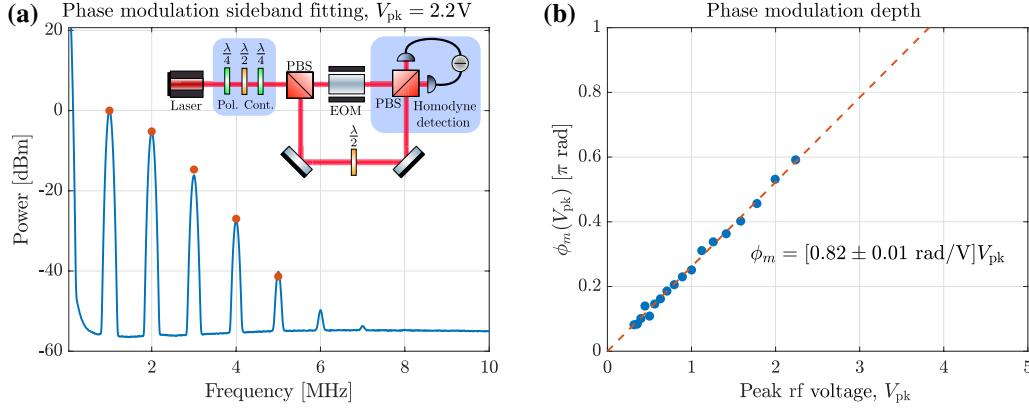 (a) Phase modulation sideband fitting, V_pk = 2.2V
20
0
-20
-40
-60
Power [dBm]
2
4
6
8
10
Frequency [MHz]
λ/4 λ/2 λ/4
Laser
Pol. Cont.
PBS
EOM
PBS
Homodyne
detection
λ/2
(b) Phase modulation depth
1
0.8
0.6
0.4
0.2
0
ϕ_m(V_pk) [π rad]
ϕ_m = [0.82 ± 0.01 rad/V]V_pk
0
1
2
3
4
5
Peak rf voltage, V_pk